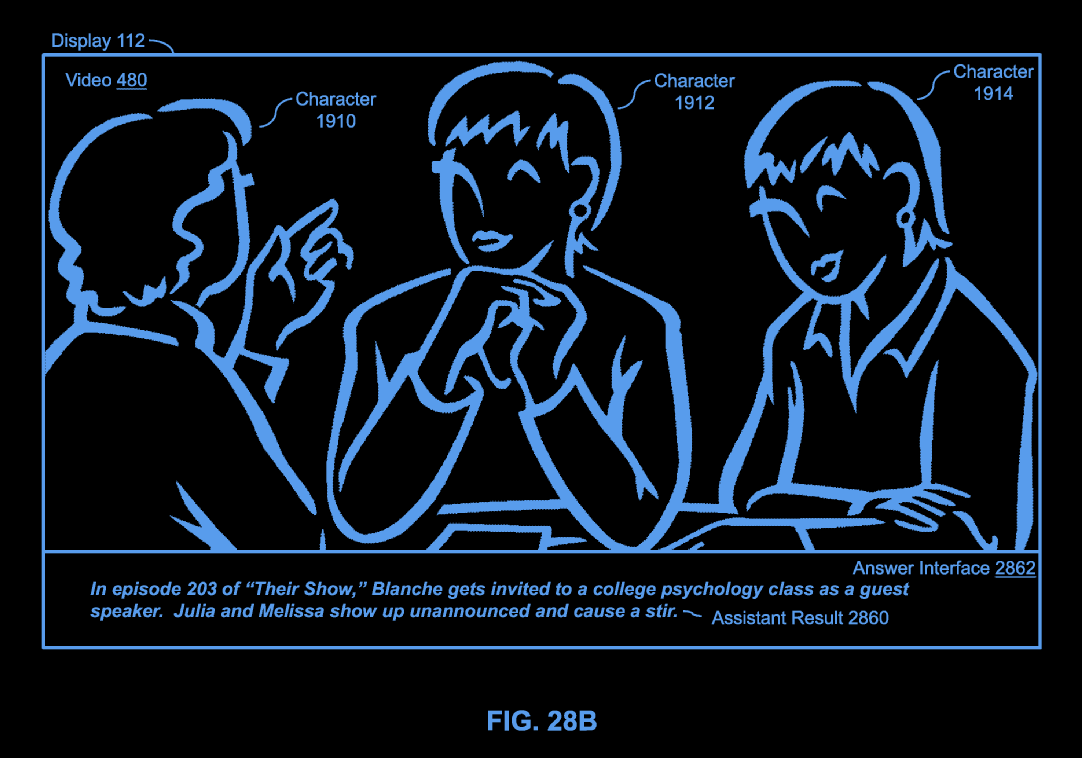 Display 112
Video 480
Character
1910
Character
1912
Character
1914
Answer Interface 2862
In episode 203 of “Their Show,” Blanche gets invited to a college psychology class as a guest
speaker.  Julia and Melissa show up unannounced and cause a stir.
Assistant Result 2860
FIG. 28B